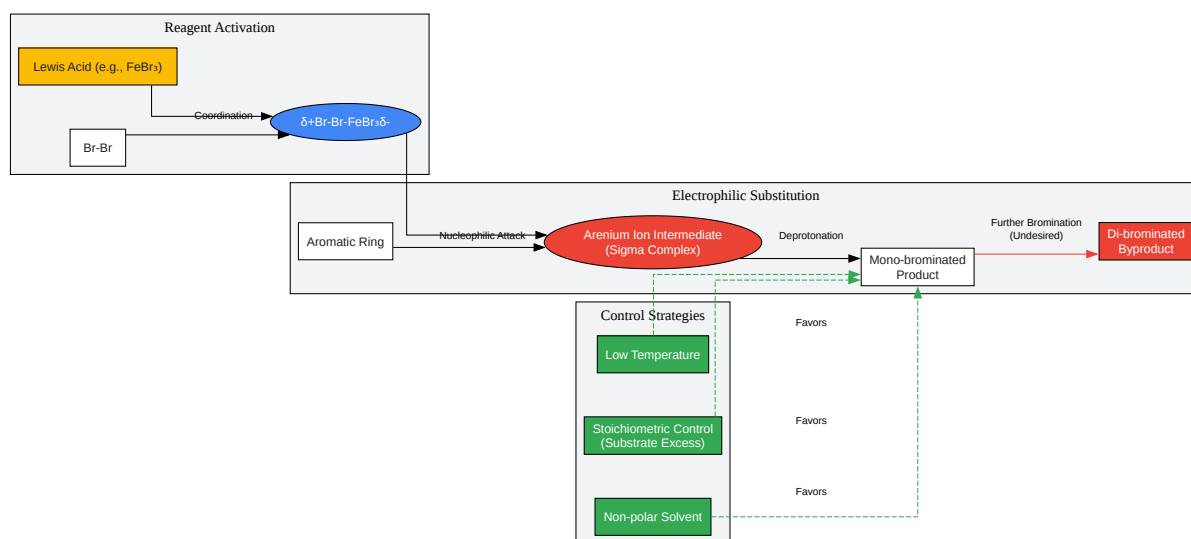 Reagent Activation
Lewis Acid (e.g., FeBr₃)
Coordination
δ+Br-Br-FeBr₃δ-
Br-Br
Electrophilic Substitution
Aromatic Ring
Nucleophilic Attack
Arenium Ion Intermediate
(Sigma Complex)
Deprotonation
Mono-brominated
Product
Further Bromination
(Undesired)
Di-brominated
Byproduct
Control Strategies
Low Temperature
Favors
Stoichiometric Control
(Substrate Excess)
Favors
Non-polar Solvent
Favors